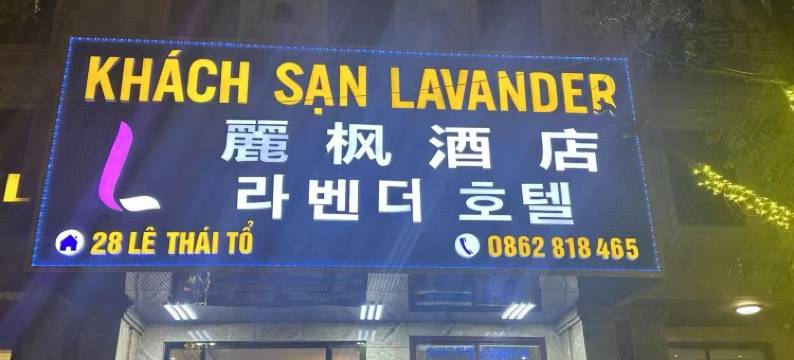 KHÁCH SẠN LAVANDER
麗枫酒店
라벤더 호텔
28 LÊ THÁI TỔ
0862 818 465
L